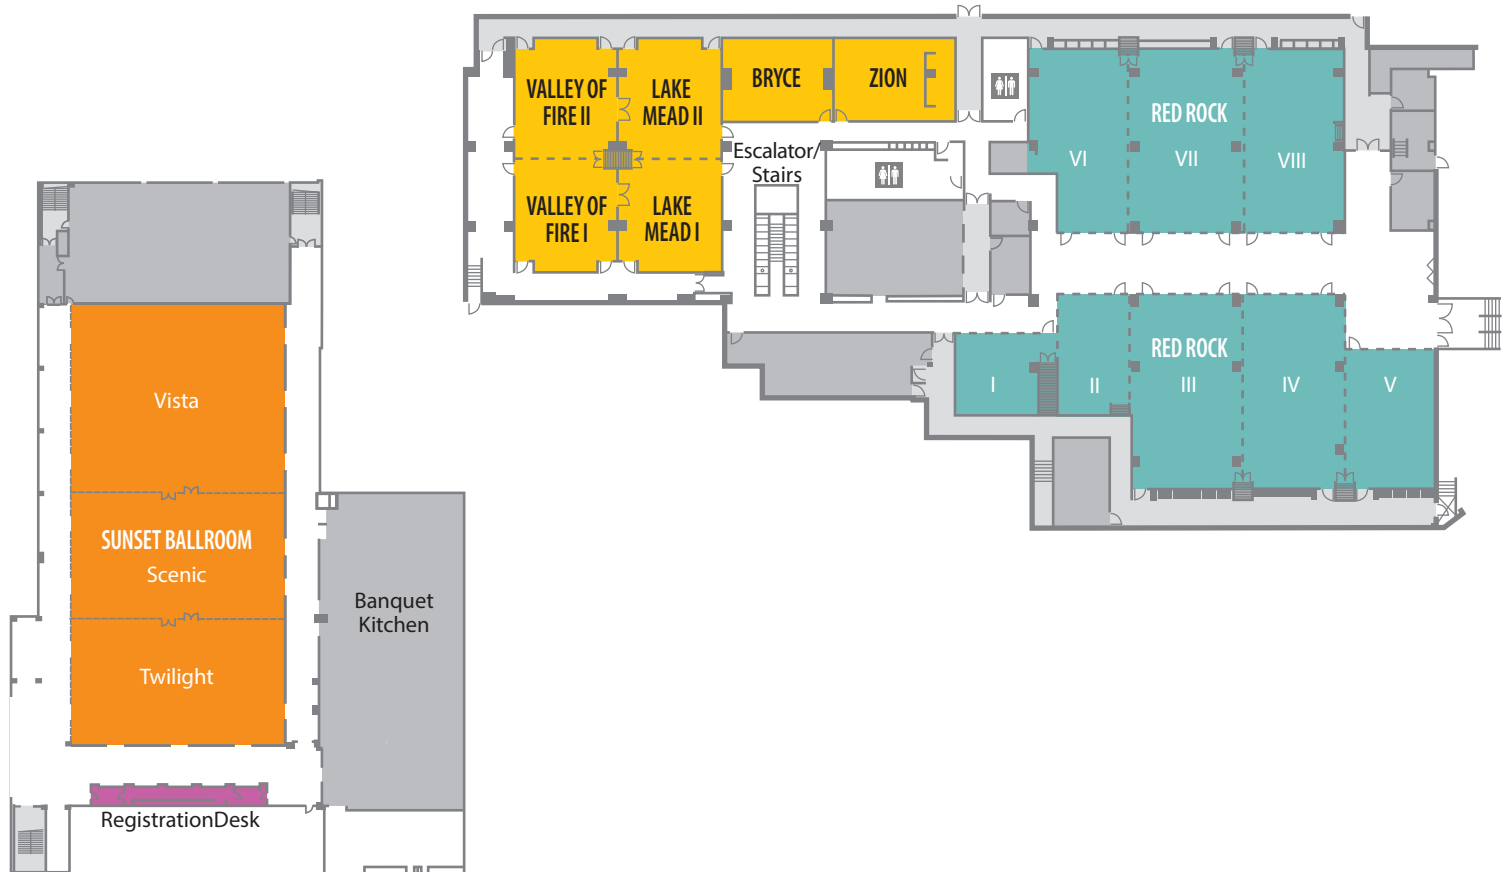 VALLEY OF
FIRE II
LAKE
MEAD II
BRYCE
ZION
RED ROCK
VI
VII
VIII
Escalator/
Stairs
VALLEY OF
FIRE I
LAKE
MEAD I
RED ROCK
I
II
III
IV
V
Vista
SUNSET BALLROOM
Scenic
Twilight
Banquet
Kitchen
RegistrationDesk